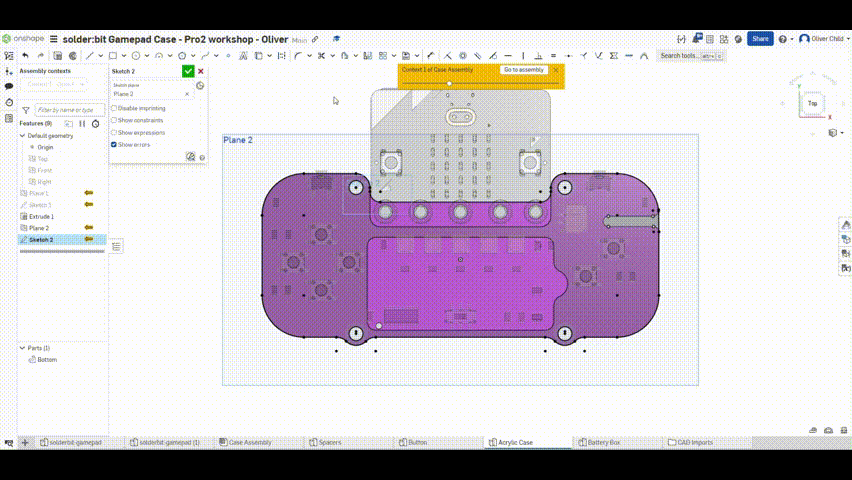 onshape
solder:bit Gamepad Case - Pro2 workshop - Oliver
Main
Share
Oliver Child
Search tools...
Assembly contexts
Filter by name or type
Features (9)
Default geometry
Origin
Top
Front
Right
Plane 1
Sketch 1
Extrude 1
Plane 2
Sketch 2
Parts (1)
Bottom
Sketch 2
Sketch plane
Plane 2
Disable imprinting
Show constraints
Show expressions
Show errors
Context 1 of Case Assembly
Go to assembly
Plane 2
Top
solderbit-gamepad
solderbit-gamepad (1)
Case Assembly
Spacers
Button
Acrylic Case
Battery Box
CAD Imports